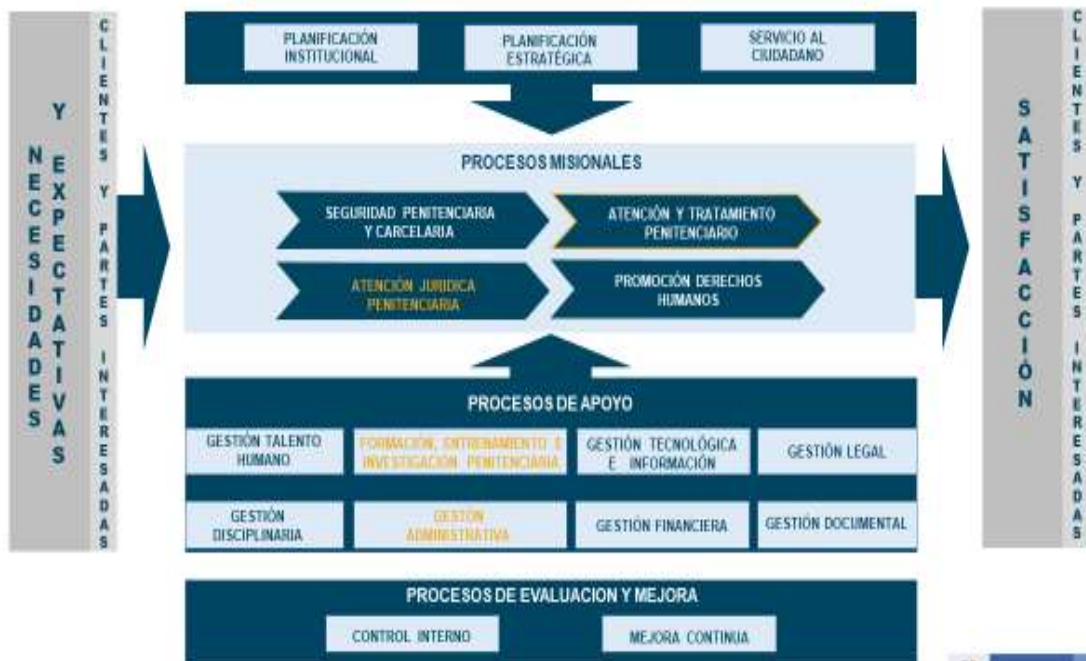 NECESIDADES
Y EXPECTATIVAS
CLIENTES Y PARTES INTERESADAS
PLANIFICACIÓN
INSTITUCIONAL
PLANIFICACIÓN
ESTRATÉGICA
SERVICIO AL
CIUDADANO
PROCESOS MISIONALES
SEGURIDAD PENITENCIARIA
Y CARCELARIA
ATENCIÓN Y TRATAMIENTO
PENITENCIARIO
ATENCIÓN JURIDICA
PENITENCIARIA
PROMOCIÓN DERECHOS
HUMANOS
PROCESOS DE APOYO
GESTIÓN TALENTO
HUMANO
FORMACIÓN, ENTRENAMIENTO E
INVESTIGACIÓN PENITENCIARIA
GESTIÓN TECNOLÓGICA
E INFORMACIÓN
GESTIÓN LEGAL
GESTIÓN
DISCIPLINARIA
GESTIÓN
ADMINISTRATIVA
GESTIÓN FINANCIERA
GESTIÓN DOCUMENTAL
PROCESOS DE EVALUACION Y MEJORA
CONTROL INTERNO
MEJORA CONTINUA
SATISFACCIÓN
CLIENTES Y PARTES INTERESADAS